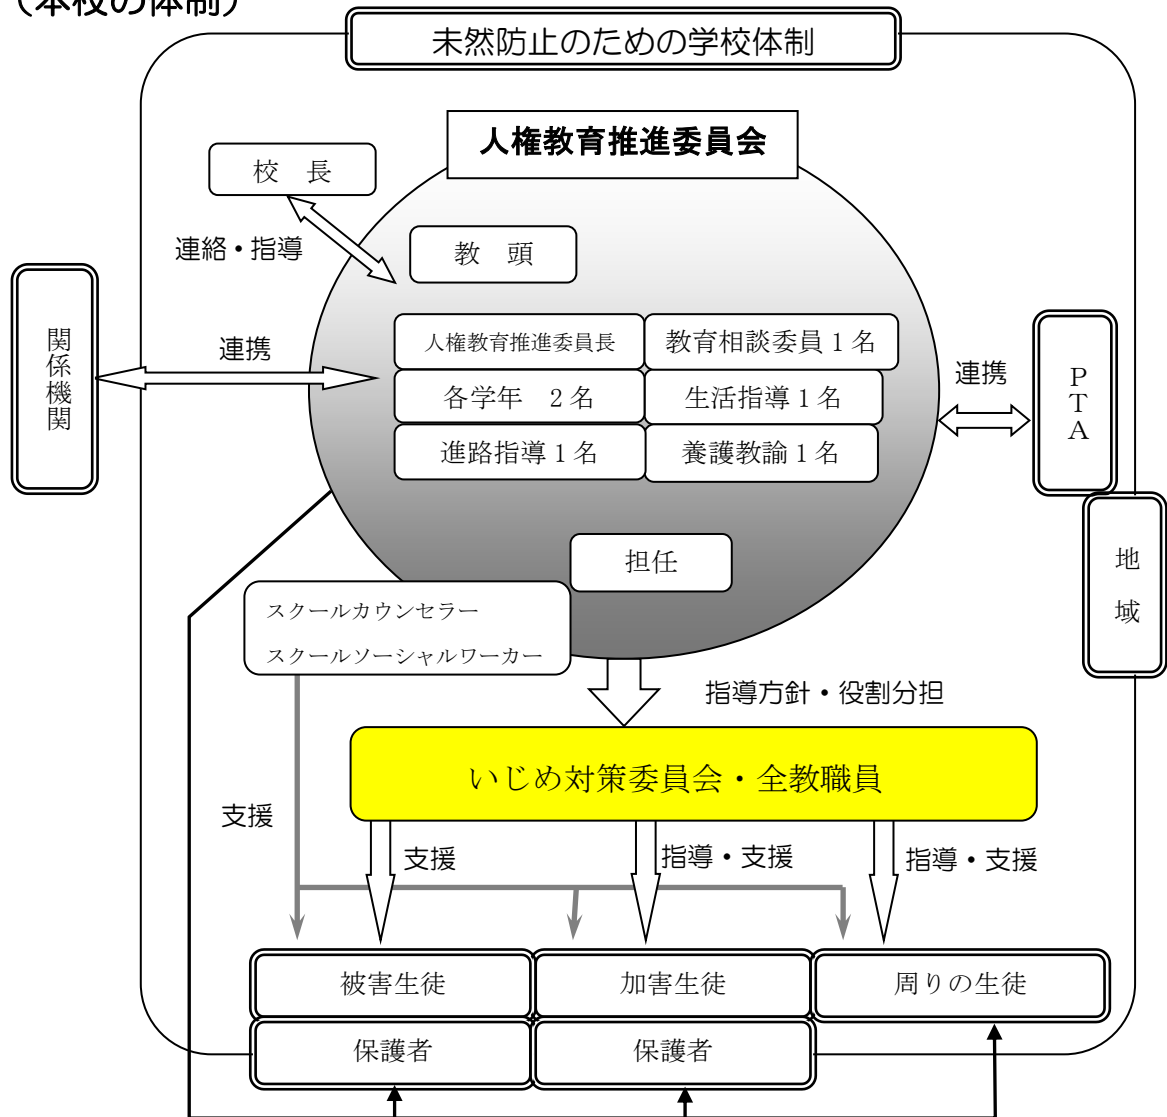 （本校の体制）
未然防止のための学校体制
人権教育推進委員会
校　長
連絡・指導
教　頭
関係機関
連携
人権教育推進委員長
教育相談委員１名
各学年　２名
生活指導１名
進路指導１名
養護教諭１名
連携
ＰＴＡ
地域
担任
スクールカウンセラー
スクールソーシャルワーカー
指導方針・役割分担
いじめ対策委員会・全教職員
支援
支援
指導・支援
指導・支援
被害生徒
加害生徒
周りの生徒
保護者
保護者